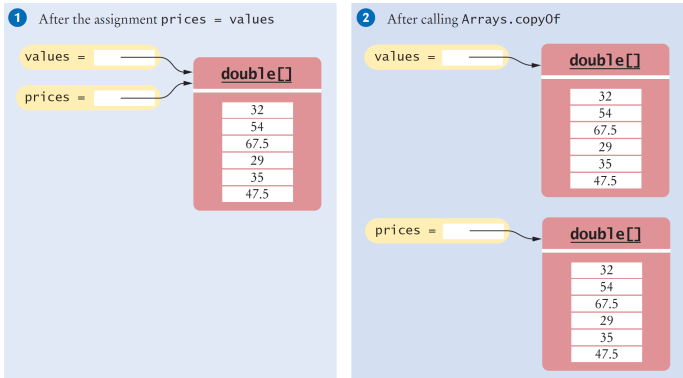 1 After the assignment prices = values
values =
prices =
double[]
32
54
67.5
29
35
47.5
2 After calling Arrays.copyOf
values =
double[]
32
54
67.5
29
35
47.5
prices =
double[]
32
54
67.5
29
35
47.5